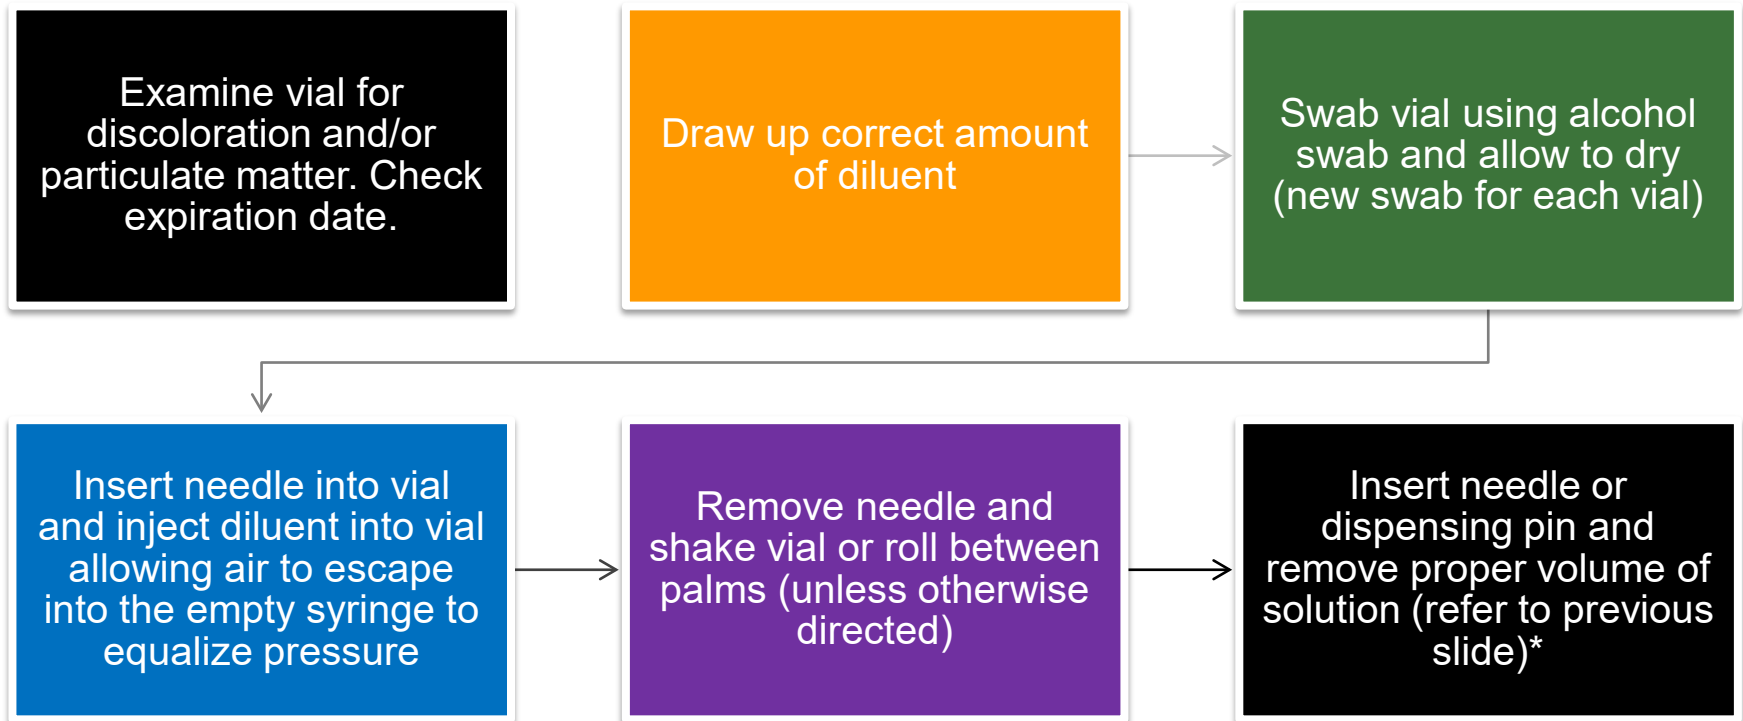 Examine vial for
discoloration and/or
particulate matter. Check
expiration date.
Draw up correct amount
of diluent
Swab vial using alcohol
swab and allow to dry
(new swab for each vial)
Insert needle into vial
and inject diluent into vial
allowing air to escape
into the empty syringe to
equalize pressure
Remove needle and
shake vial or roll between
palms (unless otherwise
directed)
Insert needle or
dispensing pin and
remove proper volume of
solution (refer to previous
slide)*